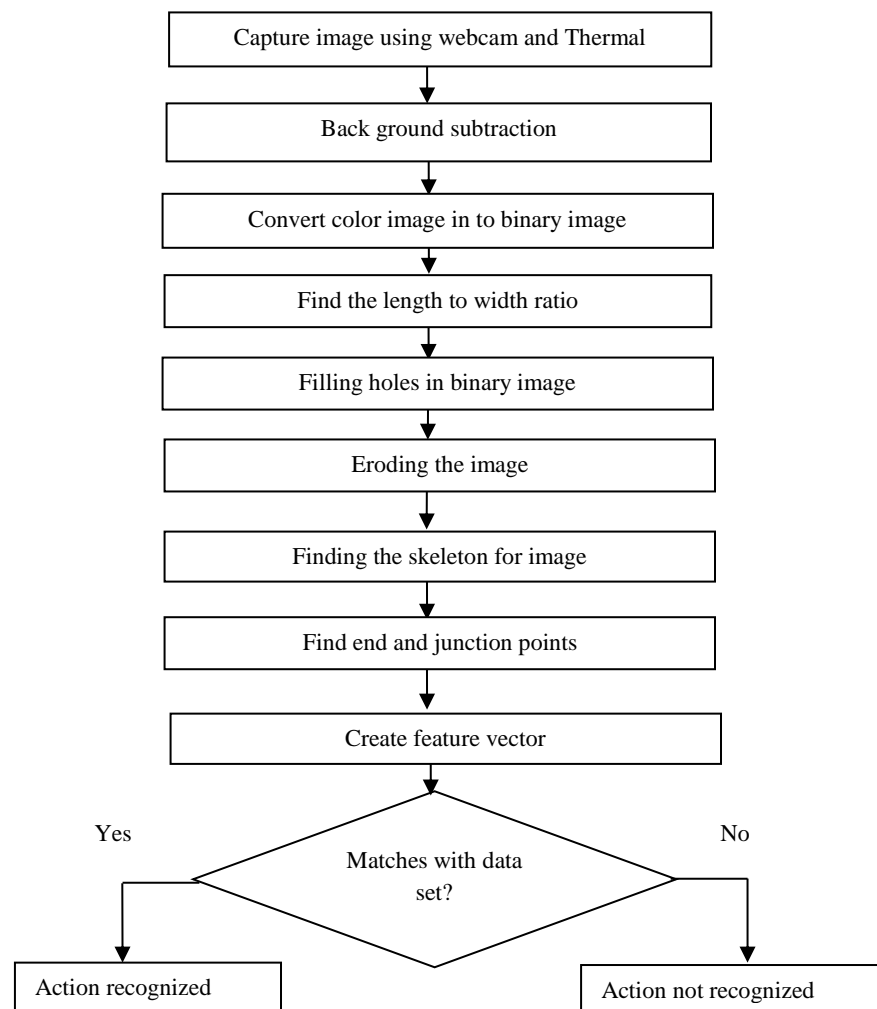 Capture image using webcam and Thermal
Back ground subtraction
Convert color image in to binary image
Find the length to width ratio
Filling holes in binary image
Eroding the image
Finding the skeleton for image
Find end and junction points
Create feature vector
Yes
No
Matches with data
set?
Action recognized
Action not recognized